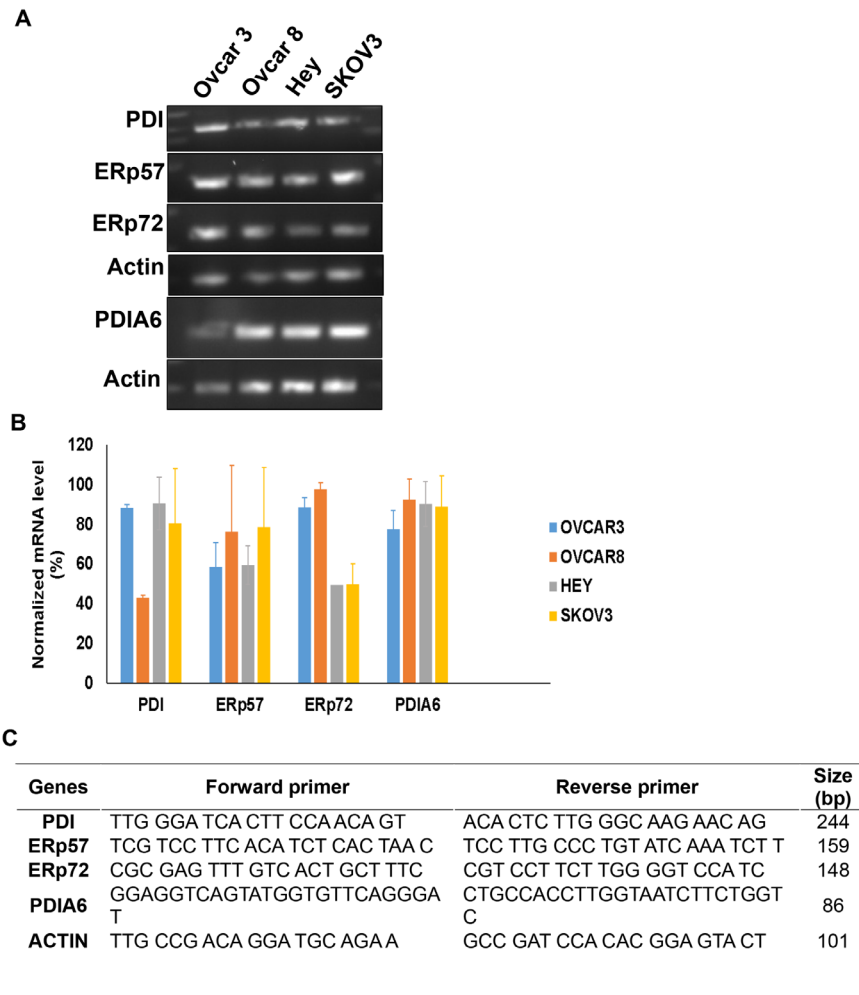 A
Ovcar 3
Ovcar 8
Hey
SKOV3
PDI
ERp57
ERp72
Actin
PDIA6
Actin
B
Normalized mRNA level
(%)
120
100
80
60
40
20
0
PDI
ERp57
ERp72
PDIA6
OVCAR3
OVCAR8
HEY
SKOV3
C
Genes Forward primer Reverse primer Size
(bp)
PDI TTG GGA TCA CTT CCA ACA GT ACA CTC TTG GGC AAG AAC AG 244
ERp57 TCG TCC TTC ACA TCT CAC TAA C TCC TTG CCC TGT ATC AAA TCT T 159
ERp72 CGC GAG TTT GTC ACT GCT TTC CGT CCT TCT TGG GGT CCA TC 148
PDIA6 GGAGGTCAGTATGGTGTTCAGGGA CTGCCACCTTGGTAATCTTCTGGT 86
T C
ACTIN TTG CCG ACA GGA TGC AGA A GCC GAT CCA CAC GGA GTA CT 101